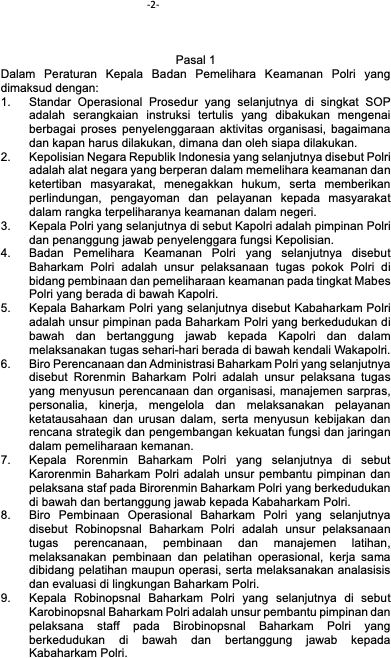 -2-
Pasal 1
Dalam Peraturan Kepala Badan Pemelihara Keamanan Polri yang
dimaksud dengan:
1. Standar Operasional Prosedur yang selanjutnya di singkat SOP
adalah serangkaian instruksi tertulis yang dibakukan mengenai
berbagai proses penyelenggaraan aktivitas organisasi, bagaimana
dan kapan harus dilakukan, dimana dan oleh siapa dilakukan.
2. Kepolisian Negara Republik Indonesia yang selanjutnya disebut Polri
adalah alat negara yang berperan dalam memelihara keamanan dan
ketertiban masyarakat, menegakkan hukum, serta memberikan
perlindungan, pengayoman dan pelayanan kepada masyarakat
dalam rangka terpeliharanya keamanan dalam negeri.
3. Kepala Polri yang selanjutnya di sebut Kapolri adalah pimpinan Polri
dan penanggung jawab penyelenggara fungsi Kepolisian.
4. Badan Pemelihara Keamanan Polri yang selanjutnya disebut
Baharkam Polri adalah unsur pelaksanaan tugas pokok Polri di
bidang pembinaan dan pemeliharaan keamanan pada tingkat Mabes
Polri yang berada di bawah Kapolri.
5. Kepala Baharkam Polri yang selanjutnya disebut Kabaharkam Polri
adalah unsur pimpinan pada Baharkam Polri yang berkedudukan di
bawah dan bertanggung jawab kepada Kapolri dan dalam
melaksanakan tugas sehari-hari berada di bawah kendali Wakapolri.
6. Biro Perencanaan dan Administrasi Baharkam Polri yang selanjutnya
disebut Rorenmin Baharkam Polri adalah unsur pelaksana tugas
yang menyusun perencanaan dan organisasi, manajemen sarpras,
personalia, kinerja, mengelola dan melaksanakan pelayanan
ketatausahaan dan urusan dalam, serta menyusun kebijakan dan
rencana strategik dan pengembangan kekuatan fungsi dan jaringan
dalam pemeliharaan kemanan.
7. Kepala Rorenmin Baharkam Polri yang selanjutnya di sebut
Karorenmin Baharkam Polri adalah unsur pembantu pimpinan dan
pelaksana staf pada Birorenmin Baharkam Polri yang berkedudukan
di bawah dan bertanggung jawab kepada Kabaharkam Polri.
8. Biro Pembinaan Operasional Baharkam Polri yang selanjutnya
disebut Robinopsnal Baharkam Polri adalah unsur pelaksanaan
tugas perencanaan, pembinaan dan manajemen latihan,
melaksanakan pembinaan dan pelatihan operasional, kerja sama
dibidang pelatihan maupun operasi, serta melaksanakan analasisis
dan evaluasi di lingkungan Baharkam Polri.
9. Kepala Robinopsnal Baharkam Polri yang selanjutnya di sebut
Karobinopsnal Baharkam Polri adalah unsur pembantu pimpinan dan
pelaksana staff pada Birobinopsnal Baharkam Polri yang
berkedudukan di bawah dan bertanggung jawab kepada
Kabaharkam Polri.